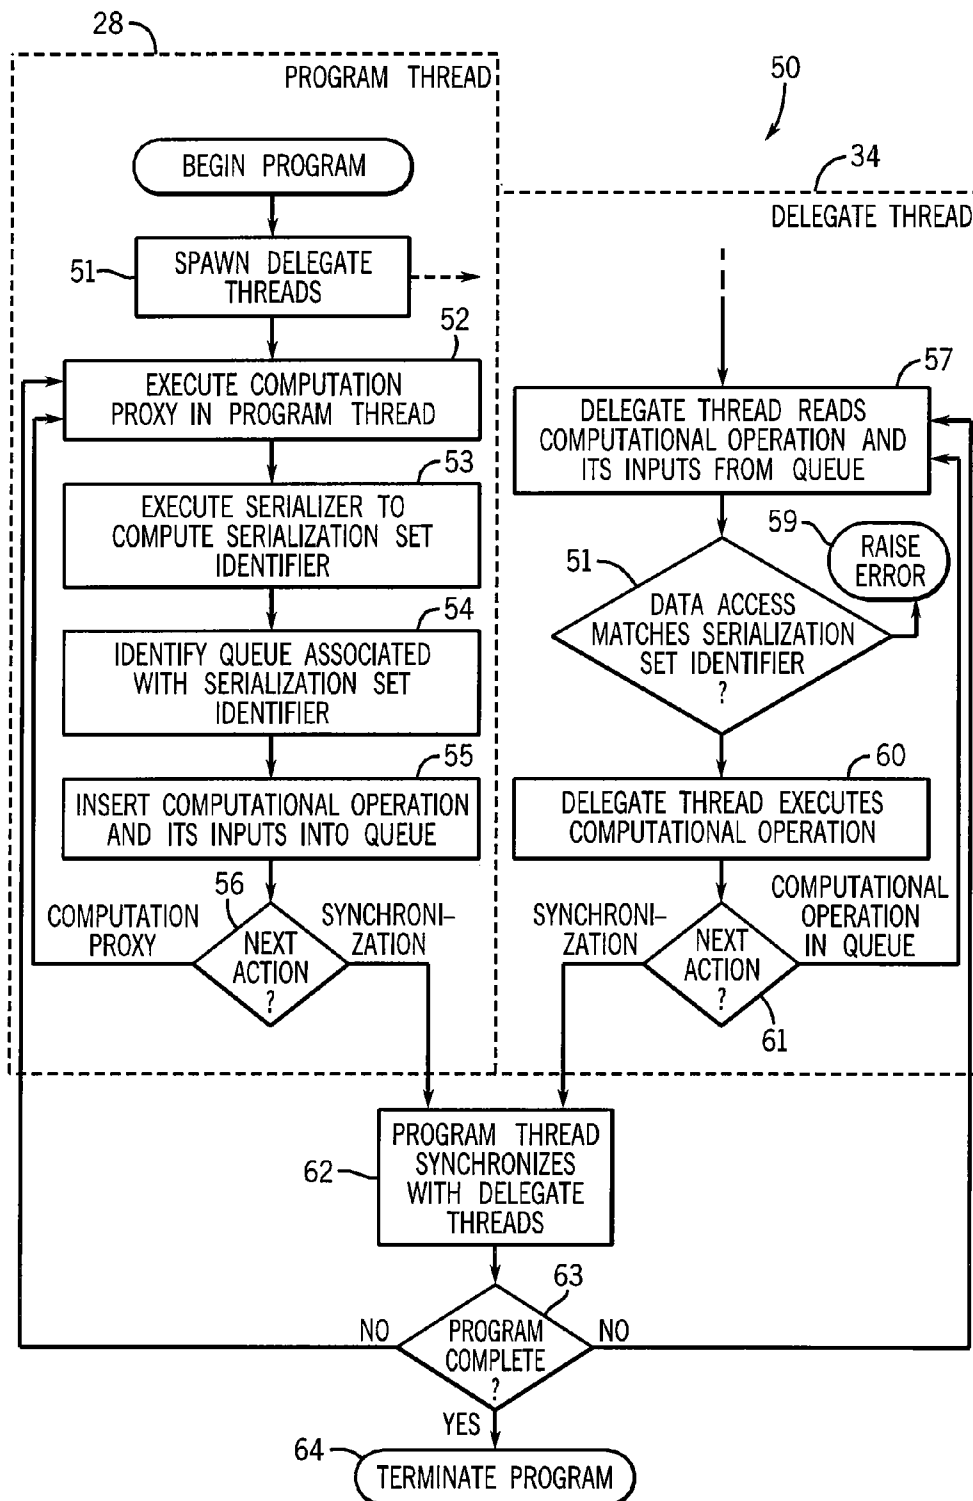 28
PROGRAM THREAD
50
BEGIN PROGRAM
34
DELEGATE THREAD
51
SPAWN DELEGATE
THREADS
52
EXECUTE COMPUTATION
PROXY IN PROGRAM THREAD
57
DELEGATE THREAD READS
COMPUTATIONAL OPERATION AND
ITS INPUTS FROM QUEUE
53
EXECUTE SERIALIZER TO
COMPUTE SERIALIZATION SET
IDENTIFIER
59
RAISE
ERROR
51
DATA ACCESS
MATCHES SERIALIZATION
SET IDENTIFIER
?
54
IDENTIFY QUEUE ASSOCIATED
WITH SERIALIZATION SET
IDENTIFIER
55
INSERT COMPUTATIONAL OPERATION
AND ITS INPUTS INTO QUEUE
60
DELEGATE THREAD EXECUTES
COMPUTATIONAL OPERATION
56
COMPUTATION
PROXY
NEXT
ACTION
?
SYNCHRONI-
ZATION
SYNCHRONI-
ZATION
NEXT
ACTION
?
COMPUTATIONAL
OPERATION
IN QUEUE
61
62
PROGRAM THREAD
SYNCHRONIZES
WITH DELEGATE
THREADS
63
NO
PROGRAM
COMPLETE
?
NO
YES
64
TERMINATE PROGRAM